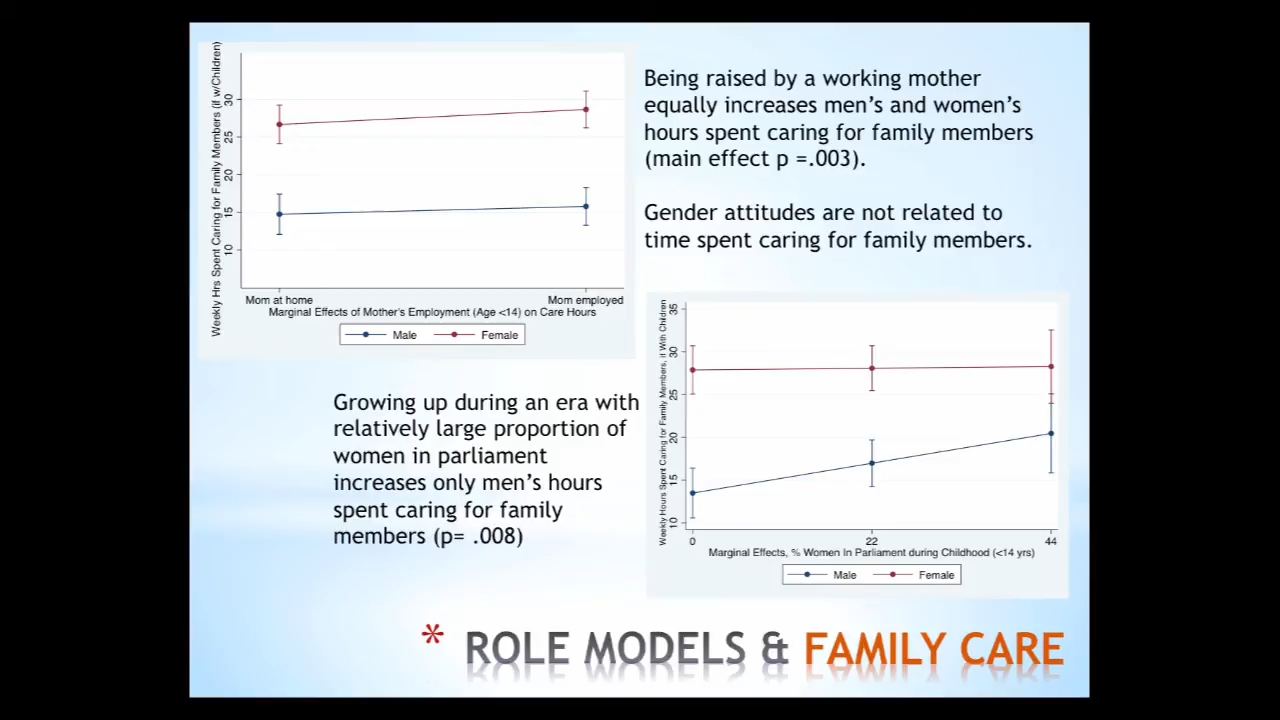 Weekly Hrs Spent Caring for Family Members (if w/Children)
30
25
20
15
10
Mom at home Mom employed
Marginal Effects of Mother's Employment (Age <14) on Care Hours
Male Female
Being raised by a working mother
equally increases men's and women's
hours spent caring for family members
(main effect p =.003).
Gender attitudes are not related to
time spent caring for family members.
Growing up during an era with
relatively large proportion of
women in parliament
increases only men's hours
spent caring for family
members (p= .008)
Weekly Hours Spent Caring for Family Members, if With Children
35
30
25
20
15
10
0 22 44
Marginal Effects, % Women In Parliament during Childhood (<14 yrs)
Male Female
* ROLE MODELS & FAMILY CARE